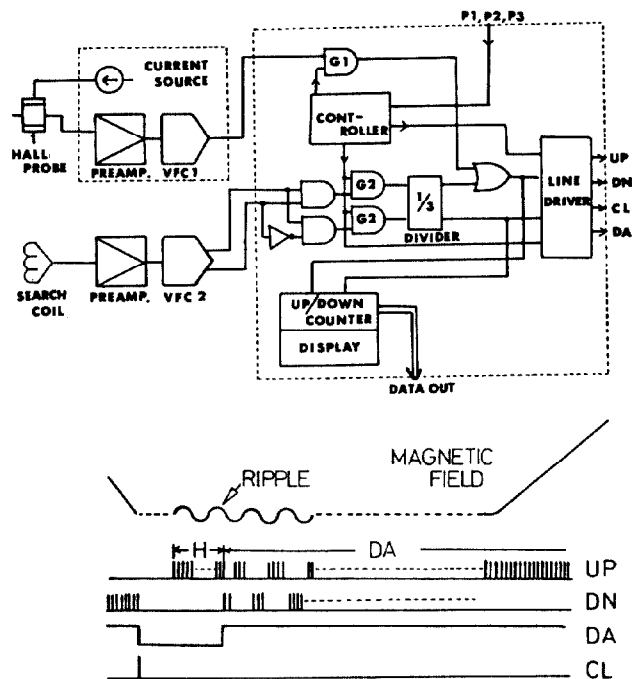 P1, P2, P3
CURRENT
SOURCE
G1
CONT-
ROLLER
HALL
PROBE
PREAMP. VFC 1
UP
DN
CL
DA
LINE
DRIVER
G2
G2
1/3
DIVIDER
SEARCH
COIL
PREAMP. VFC 2
UP/DOWN
COUNTER
DISPLAY
DATA OUT
RIPPLE
MAGNETIC
FIELD
H
DA
UP
DN
DA
CL